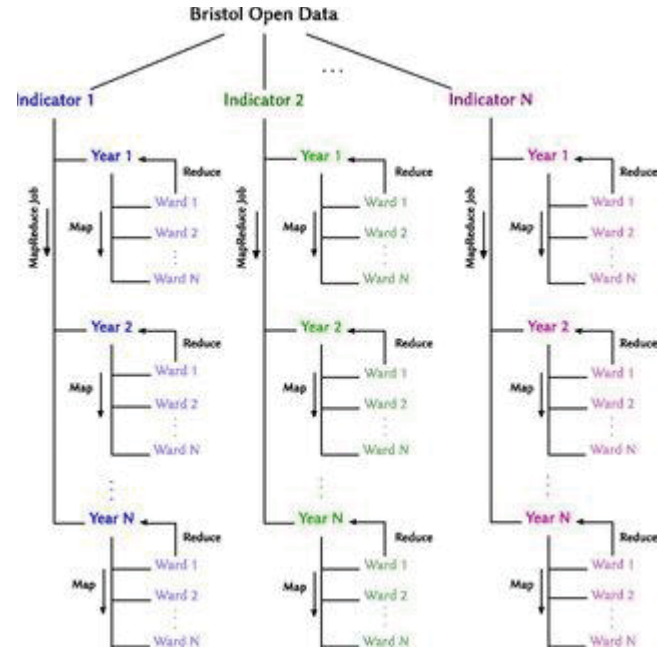 Bristol Open Data
...
Indicator 1
Indicator 2
Indicator N
Year 1
Reduce
Ward 1
Ward 2
Ward N
Map
MapReduce Job
Year 2
Reduce
Ward 1
Ward 2
Ward N
Map
Year N
Reduce
Ward 1
Ward 2
Ward N
Map
Year 1
Reduce
Ward 1
Ward 2
Ward N
Map
MapReduce Job
Year 2
Reduce
Ward 1
Ward 2
Ward N
Map
Year N
Reduce
Ward 1
Ward 2
Ward N
Map
Year 1
Reduce
Ward 1
Ward 2
Ward N
Map
MapReduce Job
Year 2
Reduce
Ward 1
Ward 2
Ward N
Map
Year N
Reduce
Ward 1
Ward 2
Ward N
Map